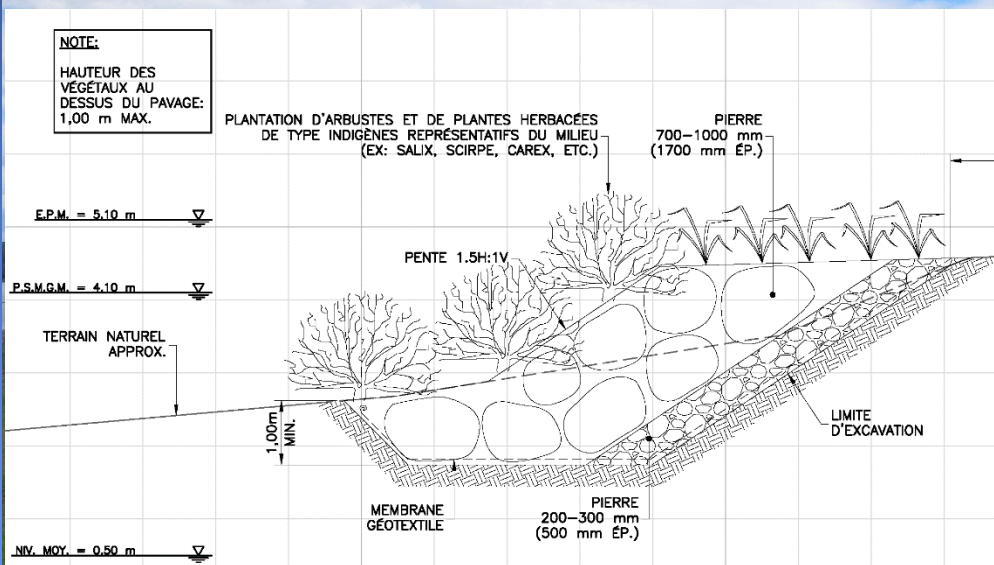 NOTE:
HAUTEUR DES
VÉGÉTAUX AU
DESSUS DU PAVAGE:
1,00 m MAX.
PLANTATION D'ARBUSTES ET DE PLANTES HERBACÉES
DE TYPE INDIGÈNES REPRÉSENTATIFS DU MILIEU
(EX: SALIX, SCIRPE, CAREX, ETC.)
PIERRE
700-1000 mm
(1700 mm ÉP.)
E.P.M. = 5,10 m
PENTE 1.5H:1V
P.S.M.G.M. = 4,10 m
TERRAIN NATUREL
APPROX.
1,00m
MIN.
LIMITE
D'EXCAVATION
MEMBRANE
GÉOTEXTILE
PIERRE
200-300 mm
(500 mm ÉP.)
NIV. MOY. = 0,50 m